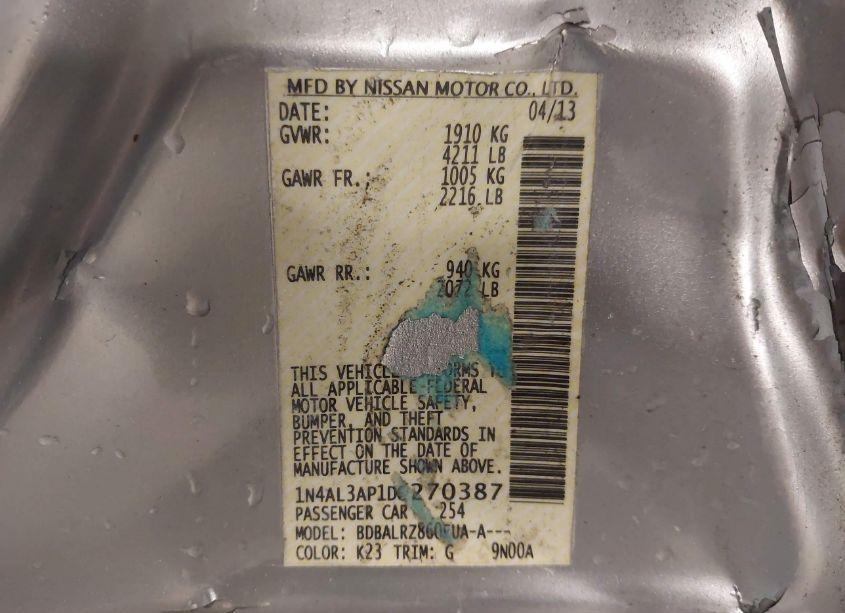 MFD BY NISSAN MOTOR CO., LTD.
DATE: 04/13
GVWR: 1910 KG
4211 LB
GAWR FR.: 1005 KG
2216 LB
GAWR RR.: 940 KG
2072 LB
THIS VEHICLE
ALL APPLICABLE FEDERAL
MOTOR VEHICLE SAFETY,
BUMPER, AND THEFT
PREVENTION STANDARDS IN
EFFECT ON THE DATE OF
MANUFACTURE SHOWN ABOVE.
PASSENGER CAR 254
MODEL:
COLOR: K23 TRIM: G 9N00A